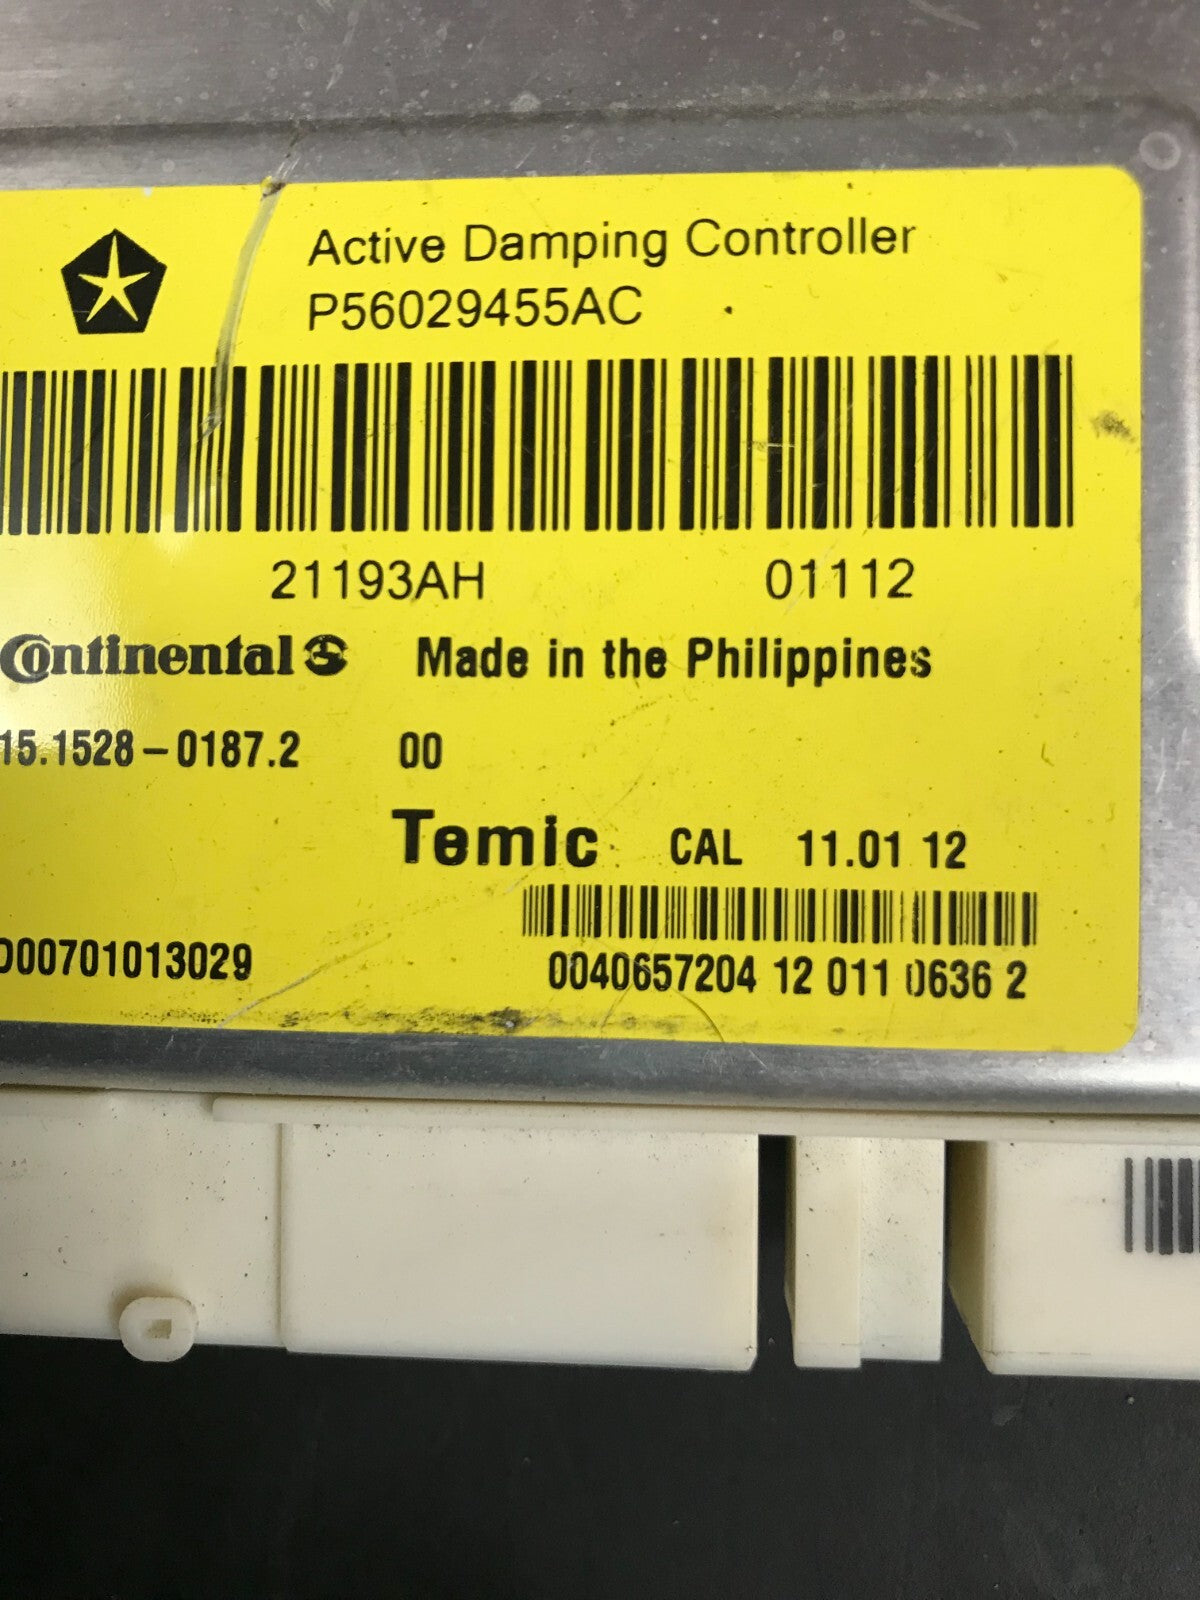 Active Damping Controller
P56029455AC
21193AH 01112
Continental Made in the Philippines
15.1528-0187.2 00
Temic CAL 11.01 12
D00701013029
0040657204 12 011 0636 2